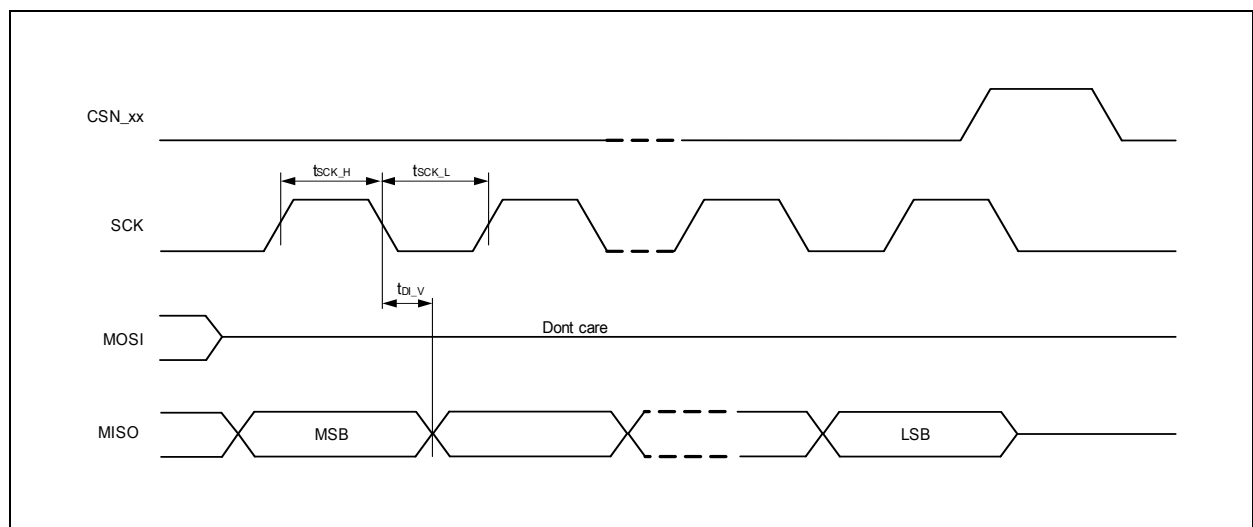 CSN_xx
tSCK_H
tSCK_L
SCK
tDI_V
Dont care
MOSI
MISO
MSB
LSB